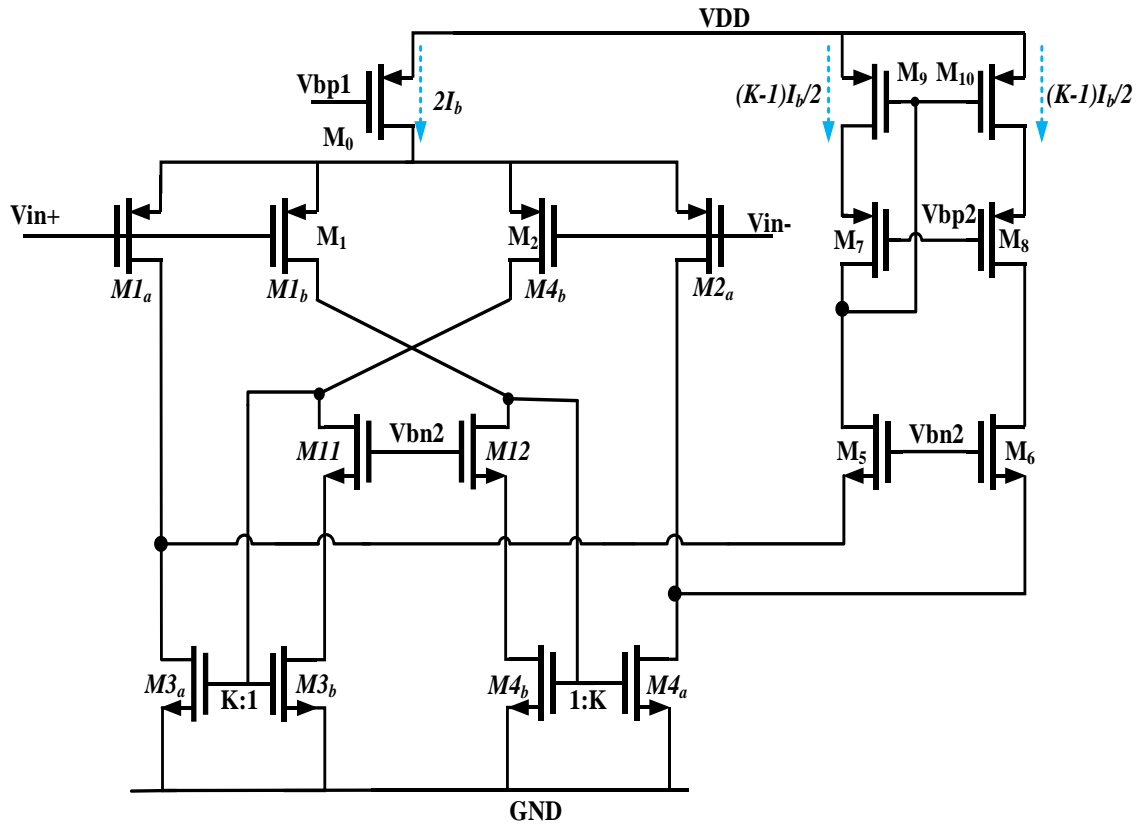 VDD
Vbp1
2I_b
M_0
(K-1)I_b/2
M_9
M_10
(K-1)I_b/2
Vin+
M_1
M_2
Vin-
M1_a
M1_b
M4_b
M2_a
M_7
Vbp2
M_8
M11
Vbn2
M12
M_5
Vbn2
M_6
M3_a
K:1
M3_b
M4_b
1:K
M4_a
GND